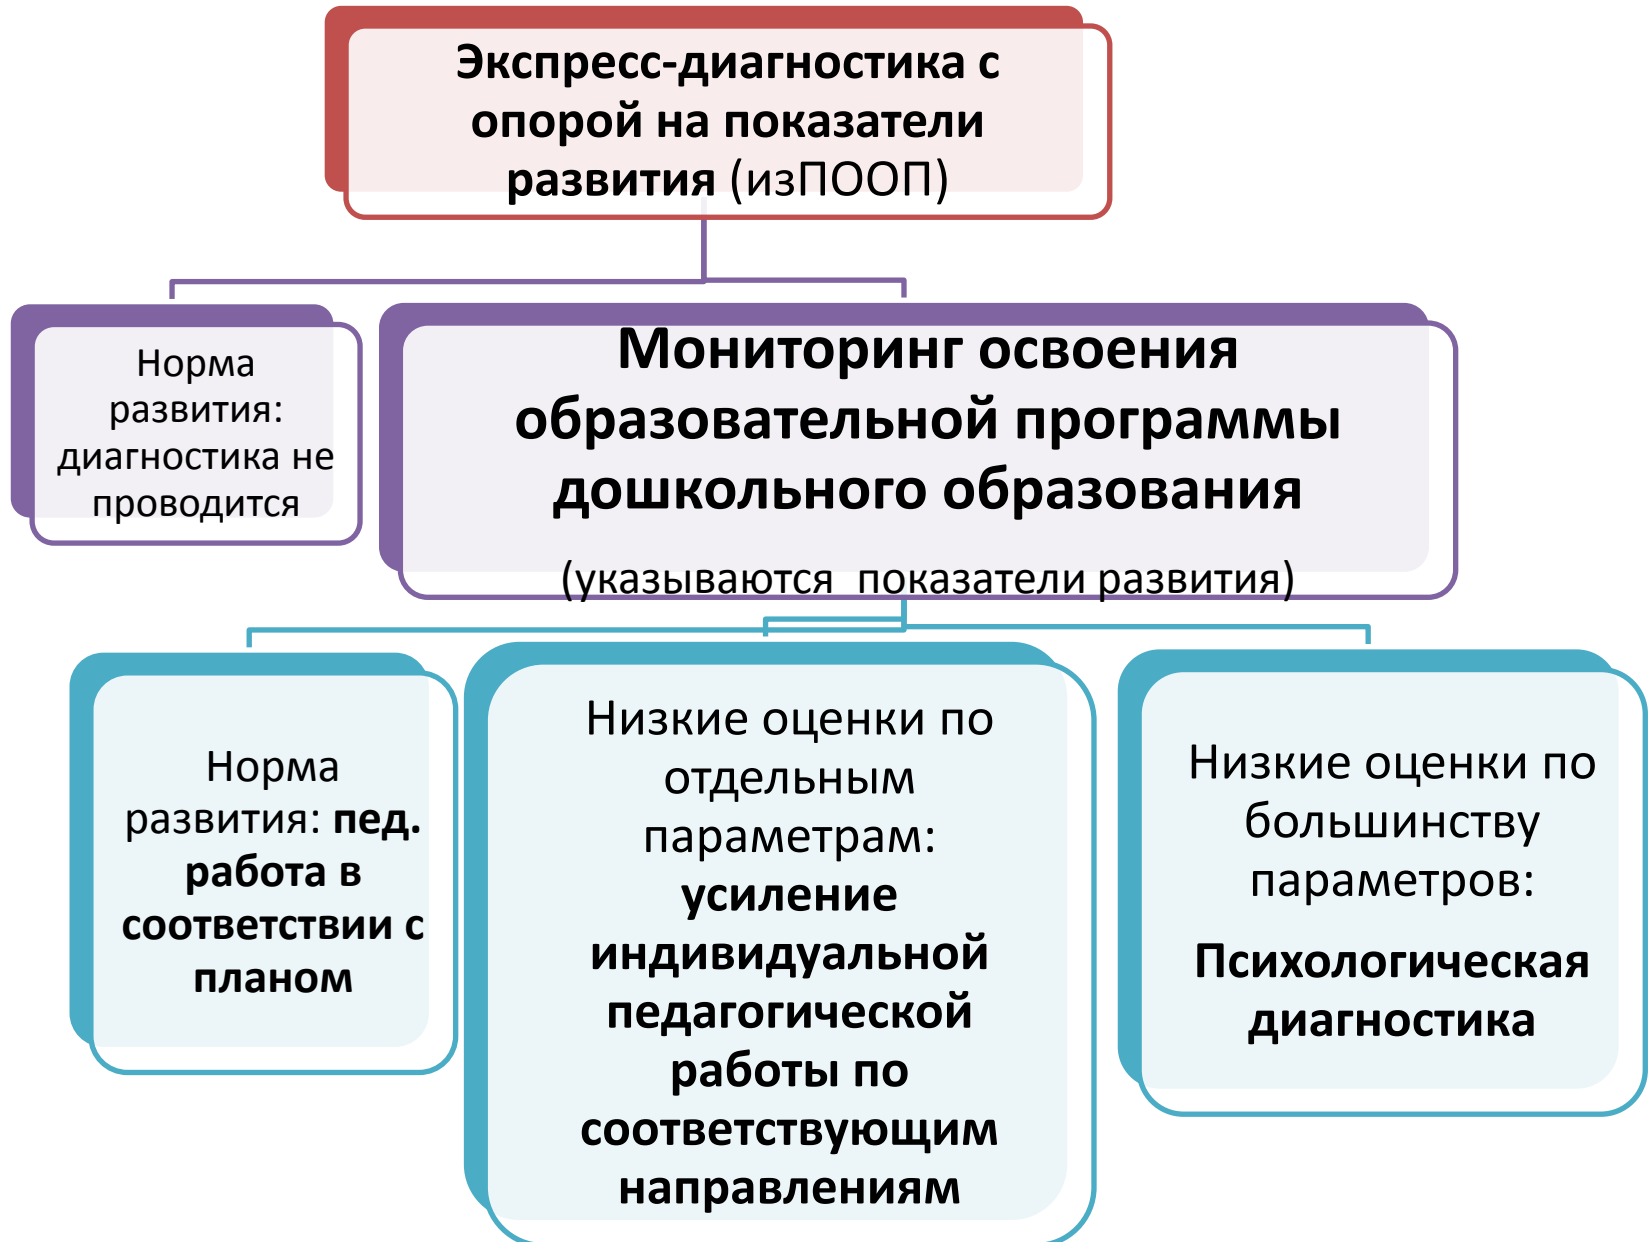 Экспресс-диагностика с
опорой на показатели
развития (изПООП)
Норма
развития:
диагностика не
проводится
Мониторинг освоения
образовательной программы
дошкольного образования
(указываются  показатели развития)
Норма
развития: пед.
работа в
соответствии с
планом
Низкие оценки по
отдельным
параметрам:
усиление
индивидуальной
педагогической
работы по
соответствующим
направлениям
Низкие оценки по
большинству
параметров:
Психологическая
диагностика